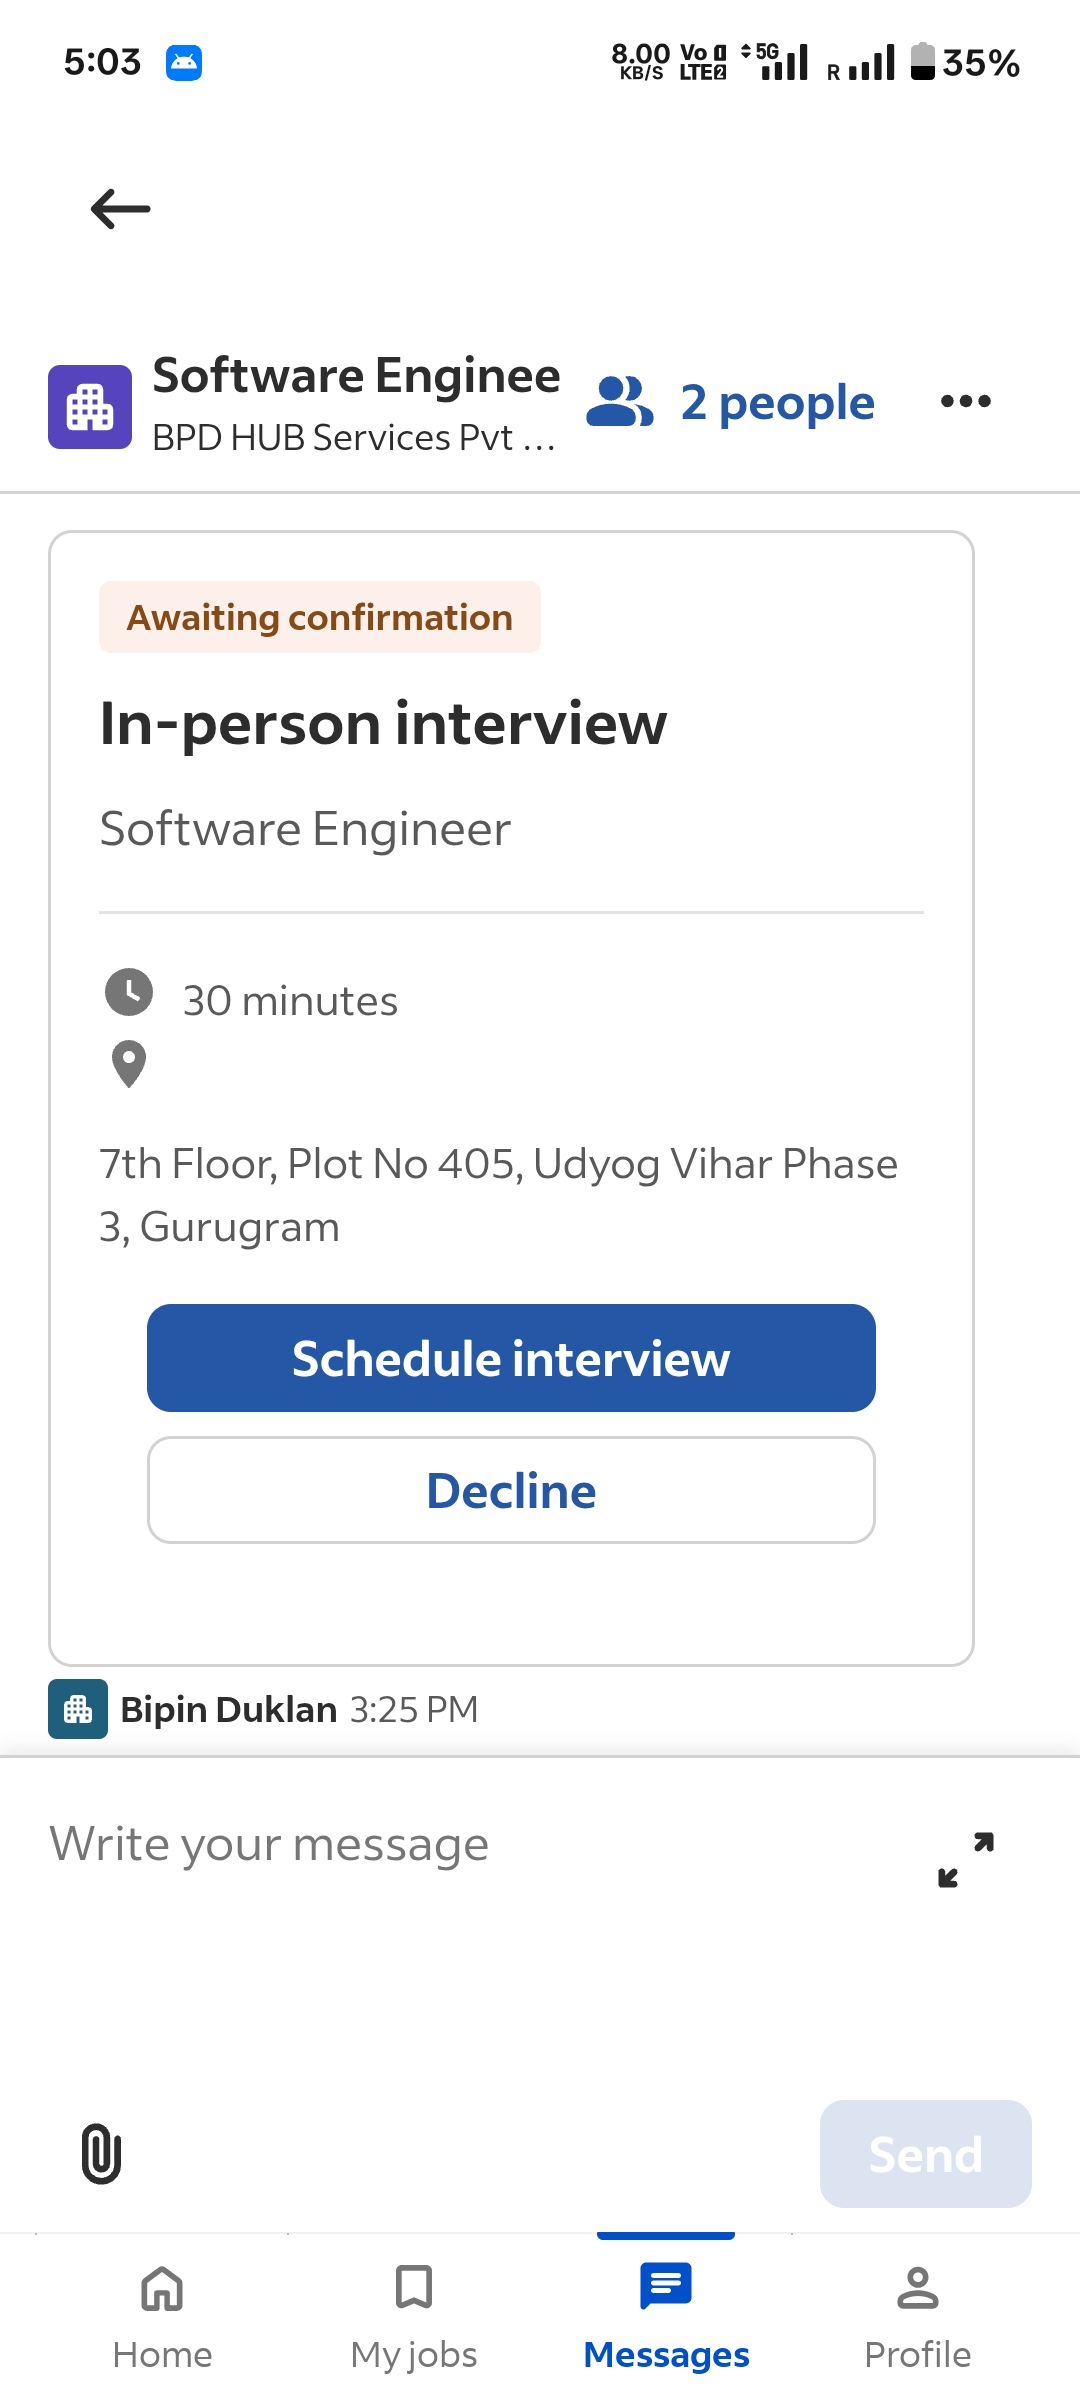 5:03
8.00 KB/S Vo 1 LTE 2 5G R 35%
Software Enginee
BPD HUB Services Pvt ...
2 people
Awaiting confirmation
In-person interview
Software Engineer
30 minutes
7th Floor, Plot No 405, Udyog Vihar Phase
3, Gurugram
Schedule interview
Decline
Bipin Duklan 3:25 PM
Write your message
Send
Home
My jobs
Messages
Profile